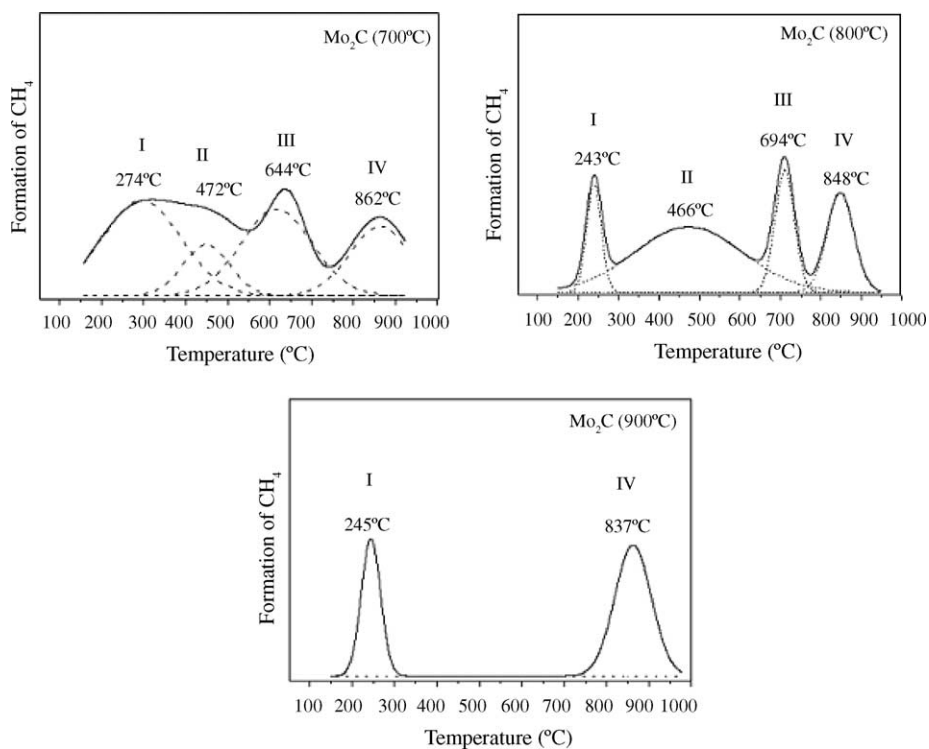 Mo₂C (700ºC)
Formation of CH₄
I
II
III
IV
274ºC
472ºC
644ºC
862ºC
100 200 300 400 500 600 700 800 900 1000
Temperature (ºC)
Mo₂C (800ºC)
Formation of CH₄
I
II
III
IV
243ºC
466ºC
694ºC
848ºC
100 200 300 400 500 600 700 800 900 1000
Temperature (ºC)
Mo₂C (900ºC)
Formation of CH₄
I
IV
245ºC
837ºC
100 200 300 400 500 600 700 800 900 1000
Temperature (ºC)